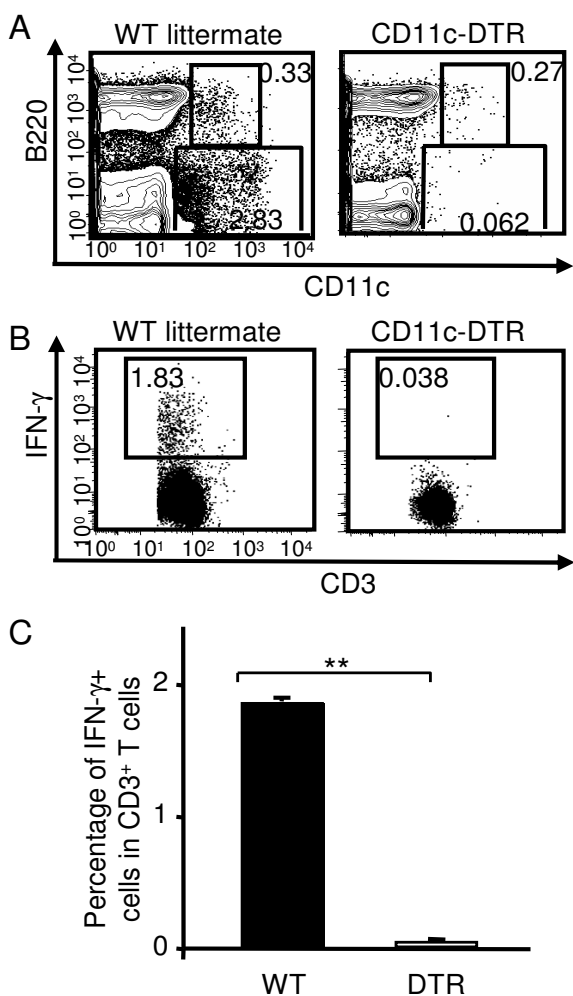 A
WT littermate
CD11c-DTR
B220
10⁴
10³
10²
10¹
10⁰
0.33
2.83
0.27
0.062
10⁰ 10¹ 10² 10³ 10⁴
CD11c
B
WT littermate
CD11c-DTR
IFN-γ
10⁴
10³
10²
10¹
10⁰
1.83
0.038
10⁰ 10¹ 10² 10³ 10⁴
CD3
C
Percentage of IFN-γ+
cells in CD3⁺ T cells
2
1
0
**
WT
DTR